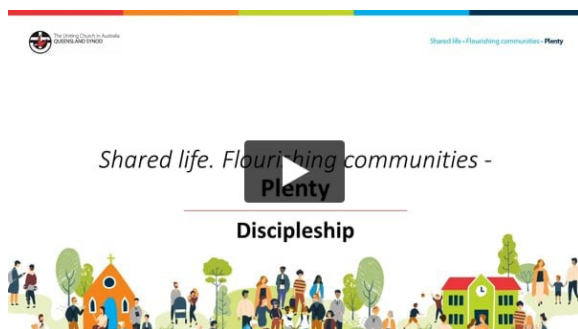 The Uniting Church in Australia
QUEENSLAND SYNOD
Shared life • Flourishing communities • Plenty
Shared life. Flourishing communities -
Plenty
Discipleship